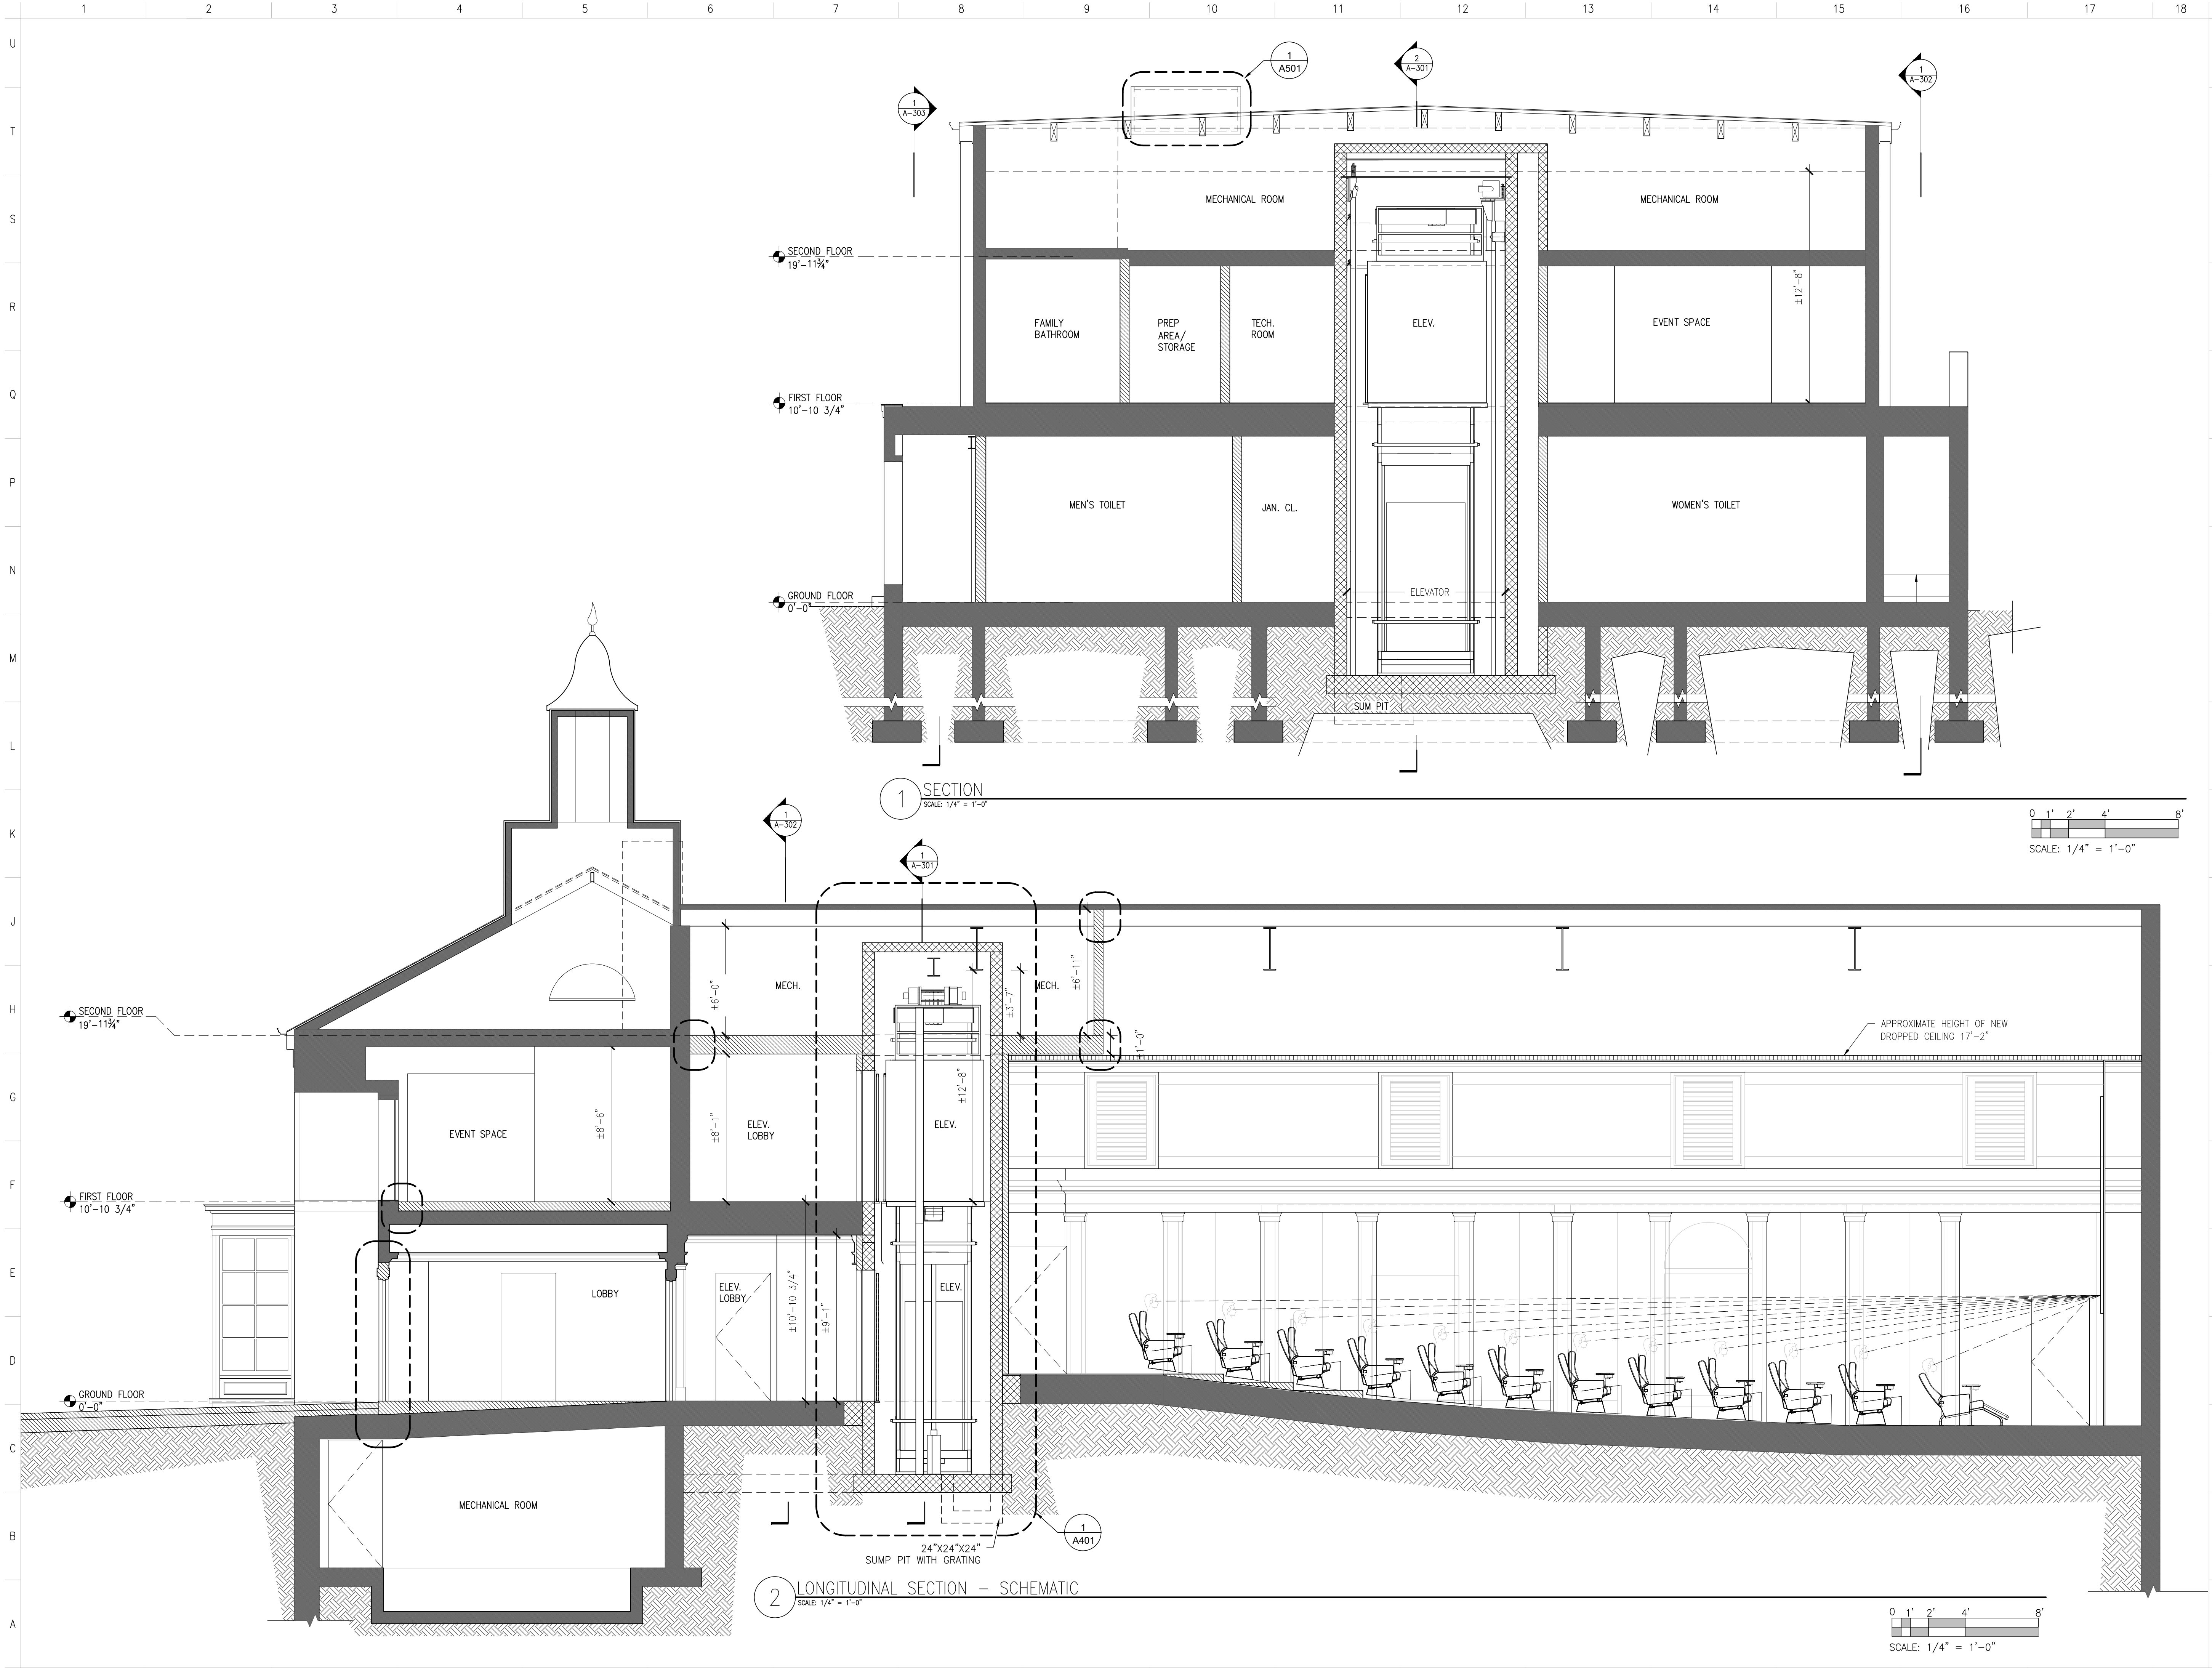 1 2 3 4 5 6 7 8 9 10 11 12 13 14 15 16 17 18
U
T
S
R
Q
P
N
M
L
K
J
H
G
F
E
D
C
B
A
1
A501
2
A-301
1
A-302
1
A-303
MECHANICAL ROOM
MECHANICAL ROOM
SECOND FLOOR
19'-11¾"
±12'-8"
FAMILY
BATHROOM
PREP
AREA/
STORAGE
TECH.
ROOM
ELEV.
EVENT SPACE
FIRST FLOOR
10'-10 3/4"
MEN'S TOILET
JAN. CL.
WOMEN'S TOILET
ELEVATOR
GROUND FLOOR
0'-0"
SUM PIT
1 SECTION
SCALE: 1/4" = 1'-0"
0 1' 2' 4' 8'
SCALE: 1/4" = 1'-0"
1
A-302
1
A-301
MECH.
MECH.
±6'-0"
±3'-7"
±6'-11"
±1'-0"
SECOND FLOOR
19'-11¾"
APPROXIMATE HEIGHT OF NEW
DROPPED CEILING 17'-2"
±12'-8"
EVENT SPACE
±8'-6"
±8'-1"
ELEV.
LOBBY
ELEV.
FIRST FLOOR
10'-10 3/4"
LOBBY
ELEV.
LOBBY
±10'-10 3/4"
±9'-1"
ELEV.
GROUND FLOOR
0'-0"
MECHANICAL ROOM
1
A401
24"X24"X24"
SUMP PIT WITH GRATING
2 LONGITUDINAL SECTION - SCHEMATIC
SCALE: 1/4" = 1'-0"
0 1' 2' 4' 8'
SCALE: 1/4" = 1'-0"